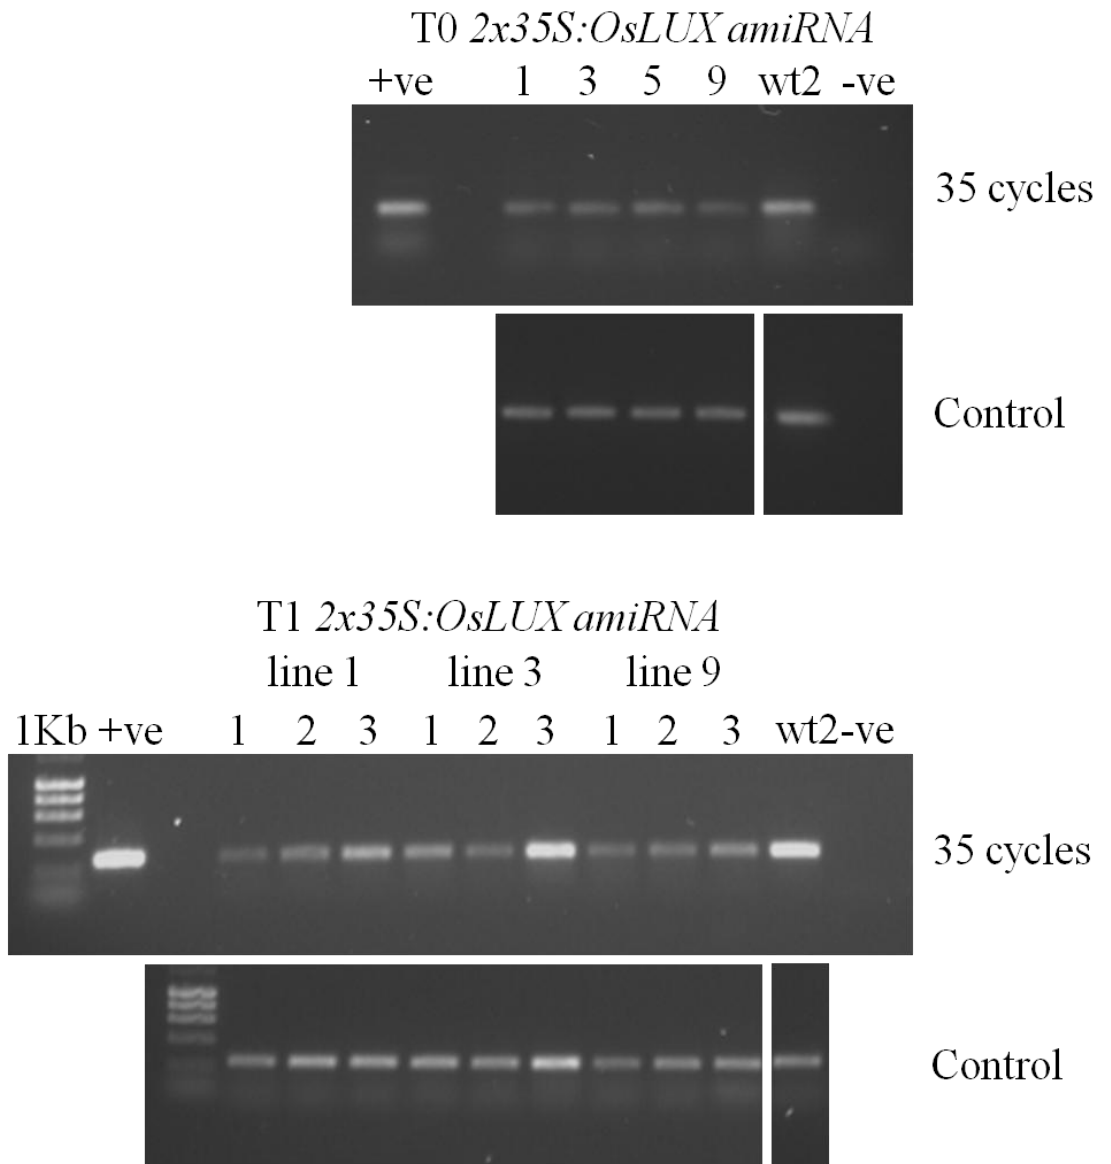 T0 2x35S:OsLUX amiRNA
+ve 1 3 5 9 wt2 -ve
35 cycles
Control
T1 2x35S:OsLUX amiRNA
line 1 line 3 line 9
1Kb +ve 1 2 3 1 2 3 1 2 3 wt2-ve
35 cycles
Control